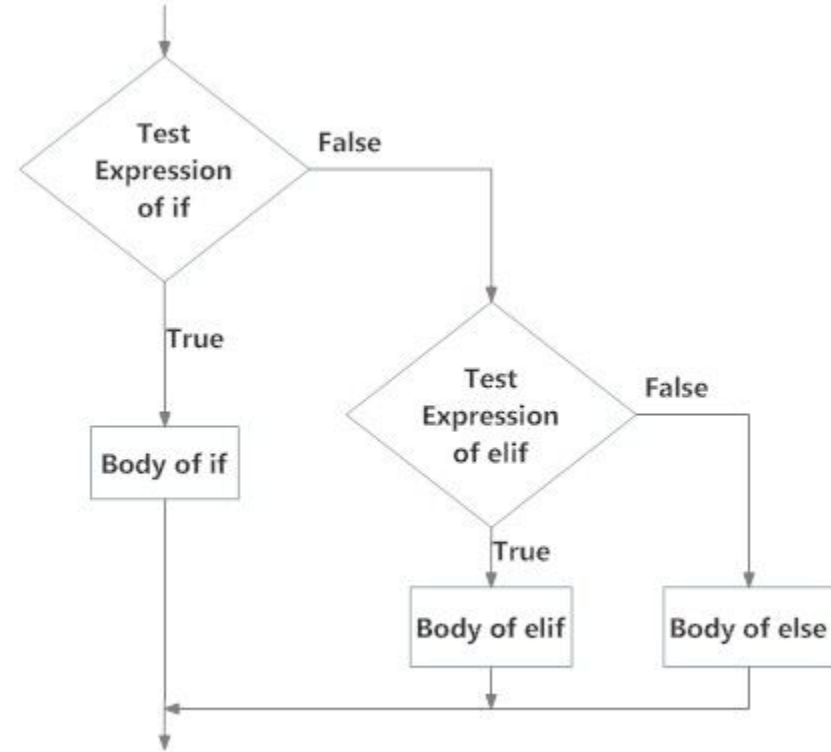 Test
Expression
of if
False
True
Body of if
Test
Expression
of elif
False
True
Body of elif
Body of else